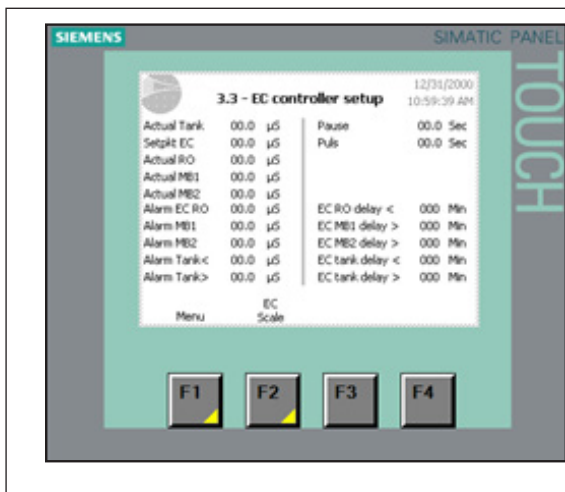 SIEMENS
SIMATIC PANEL
TOUCH
12/31/2000
3.3 - EC controller setup 10:59:39 AM
Actual Tank 00.0 µS Pause 00.0 Sec
Setpkt EC 00.0 µS Puls 00.0 Sec
Actual RO 00.0 µS
Actual MB1 00.0 µS
Actual MB2 00.0 µS
Alarm EC RO 00.0 µS EC RO delay < 000 Min
Alarm MB1 00.0 µS EC MB1 delay > 000 Min
Alarm MB2 00.0 µS EC MB2 delay > 000 Min
Alarm Tank< 00.0 µS EC tank delay < 000 Min
Alarm Tank> 00.0 µS EC tank delay > 000 Min
Menu EC Scale
F1 F2 F3 F4